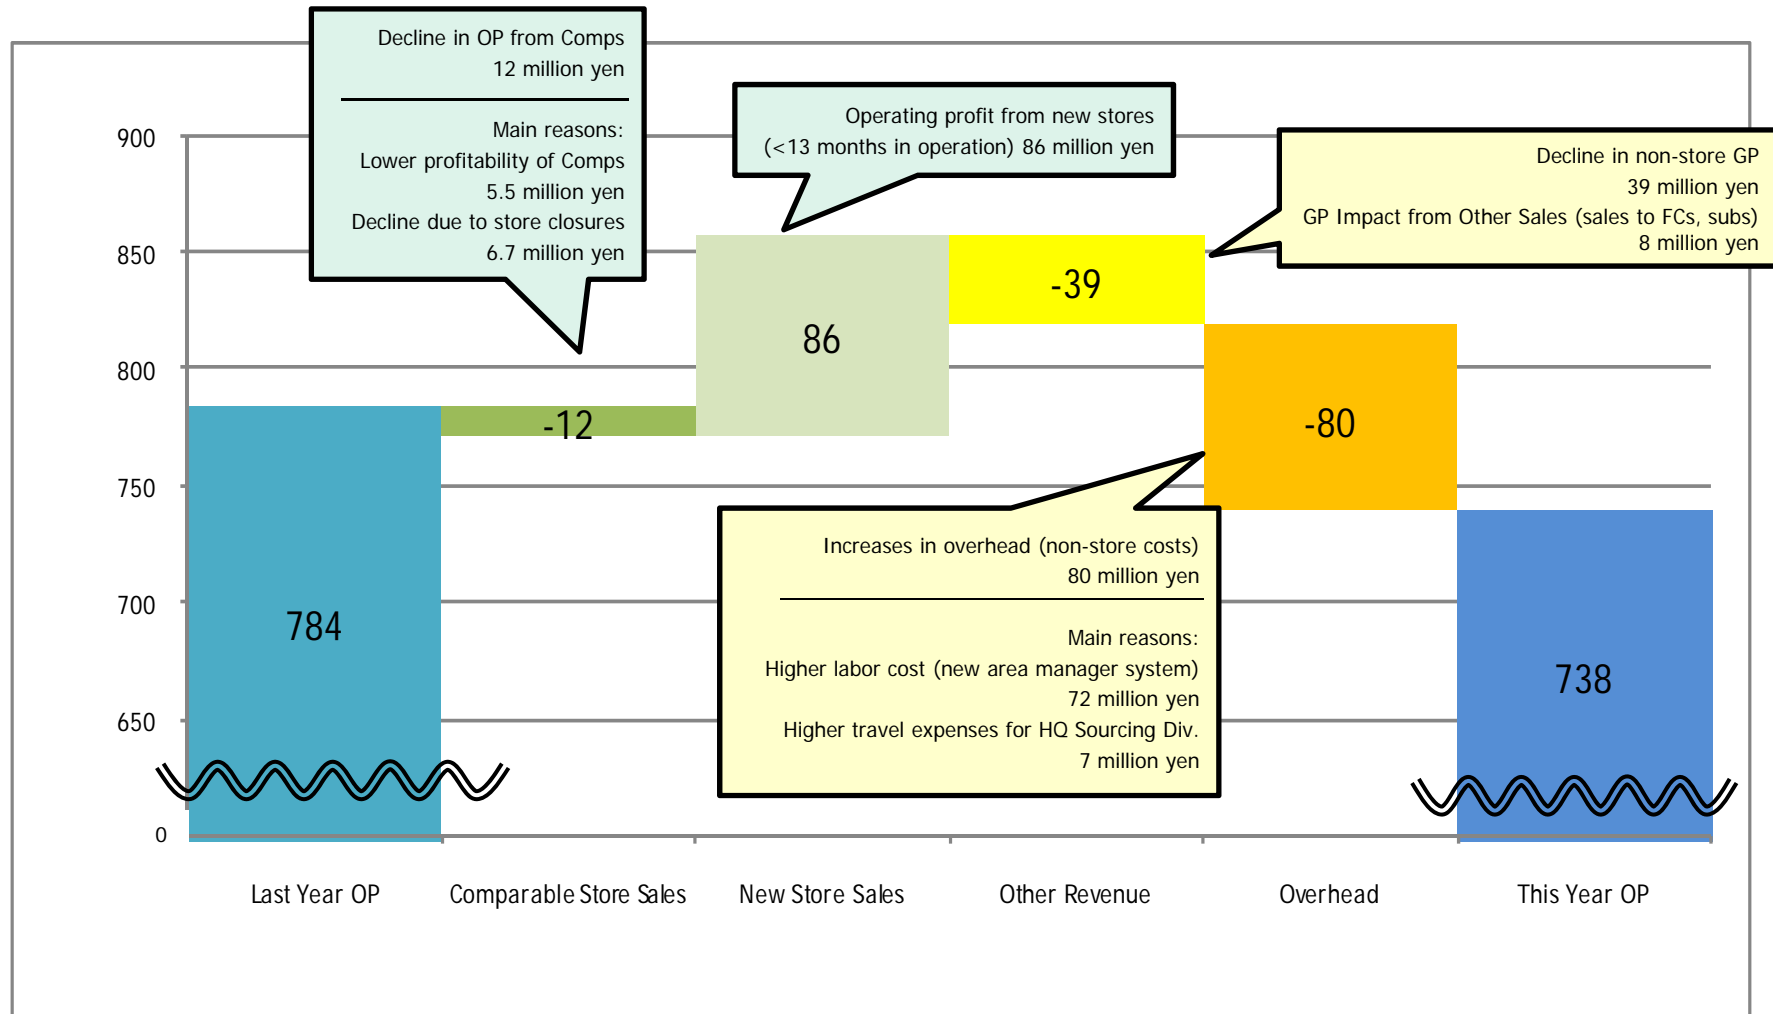 Decline in OP from Comps
12 million yen
Main reasons:
Lower profitability of Comps
5.5 million yen
Decline due to store closures
6.7 million yen
Operating profit from new stores
(<13 months in operation) 86 million yen
Decline in non-store GP
39 million yen
GP Impact from Other Sales (sales to FCs, subs)
8 million yen
900
850
800
750
700
650
0
784
-12
86
-39
-80
738
Increases in overhead (non-store costs)
80 million yen
Main reasons:
Higher labor cost (new area manager system)
72 million yen
Higher travel expenses for HQ Sourcing Div.
7 million yen
Last Year OP
Comparable Store Sales
New Store Sales
Other Revenue
Overhead
This Year OP